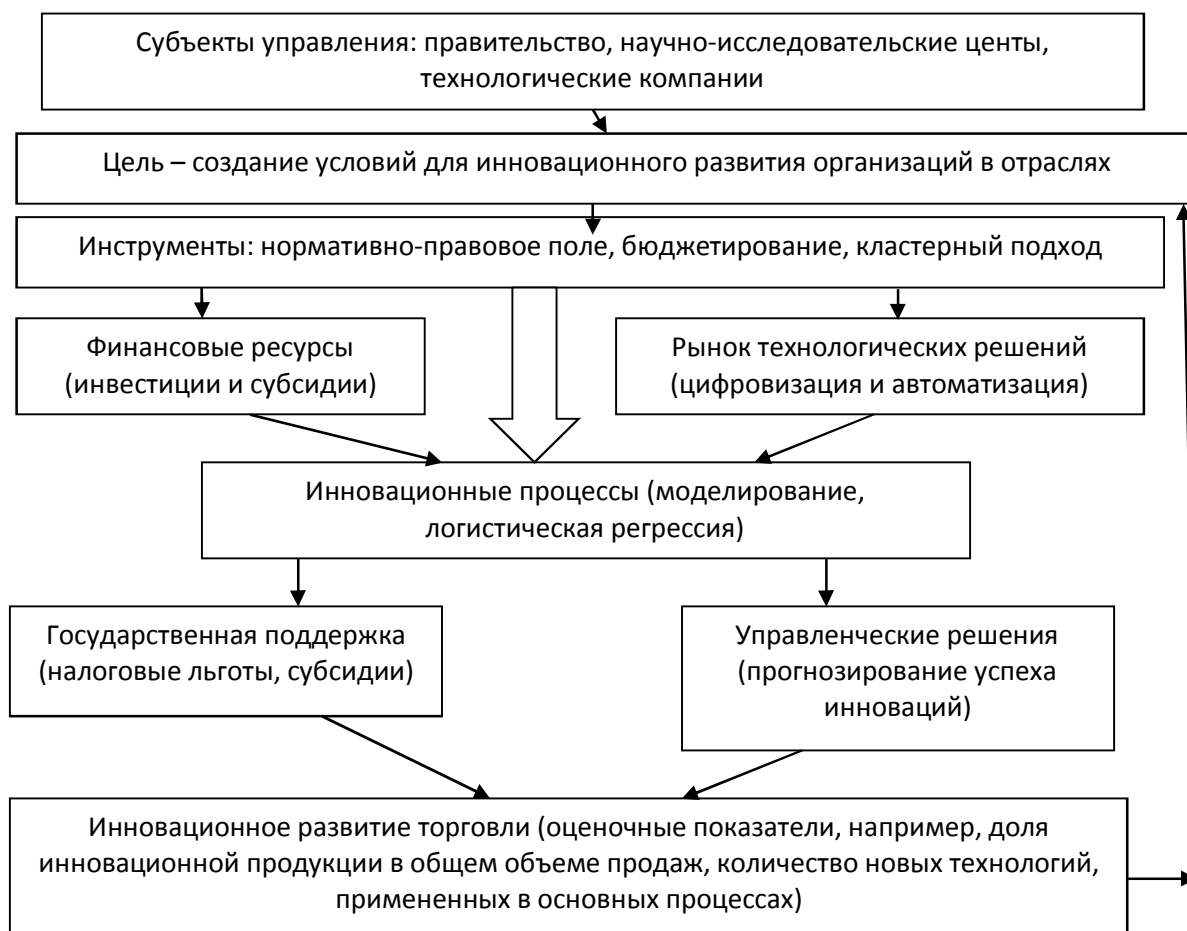 Субъекты управления: правительство, научно-исследовательские центы,
технологические компании
Цель – создание условий для инновационного развития организаций в отраслях
Инструменты: нормативно-правовое поле, бюджетирование, кластерный подход
Финансовые ресурсы
(инвестиции и субсидии)
Рынок технологических решений
(цифровизация и автоматизация)
Инновационные процессы (моделирование,
логистическая регрессия)
Государственная поддержка
(налоговые льготы, субсидии)
Управленческие решения
(прогнозирование успеха
инноваций)
Инновационное развитие торговли (оценочные показатели, например, доля
инновационной продукции в общем объеме продаж, количество новых технологий,
примененных в основных процессах)